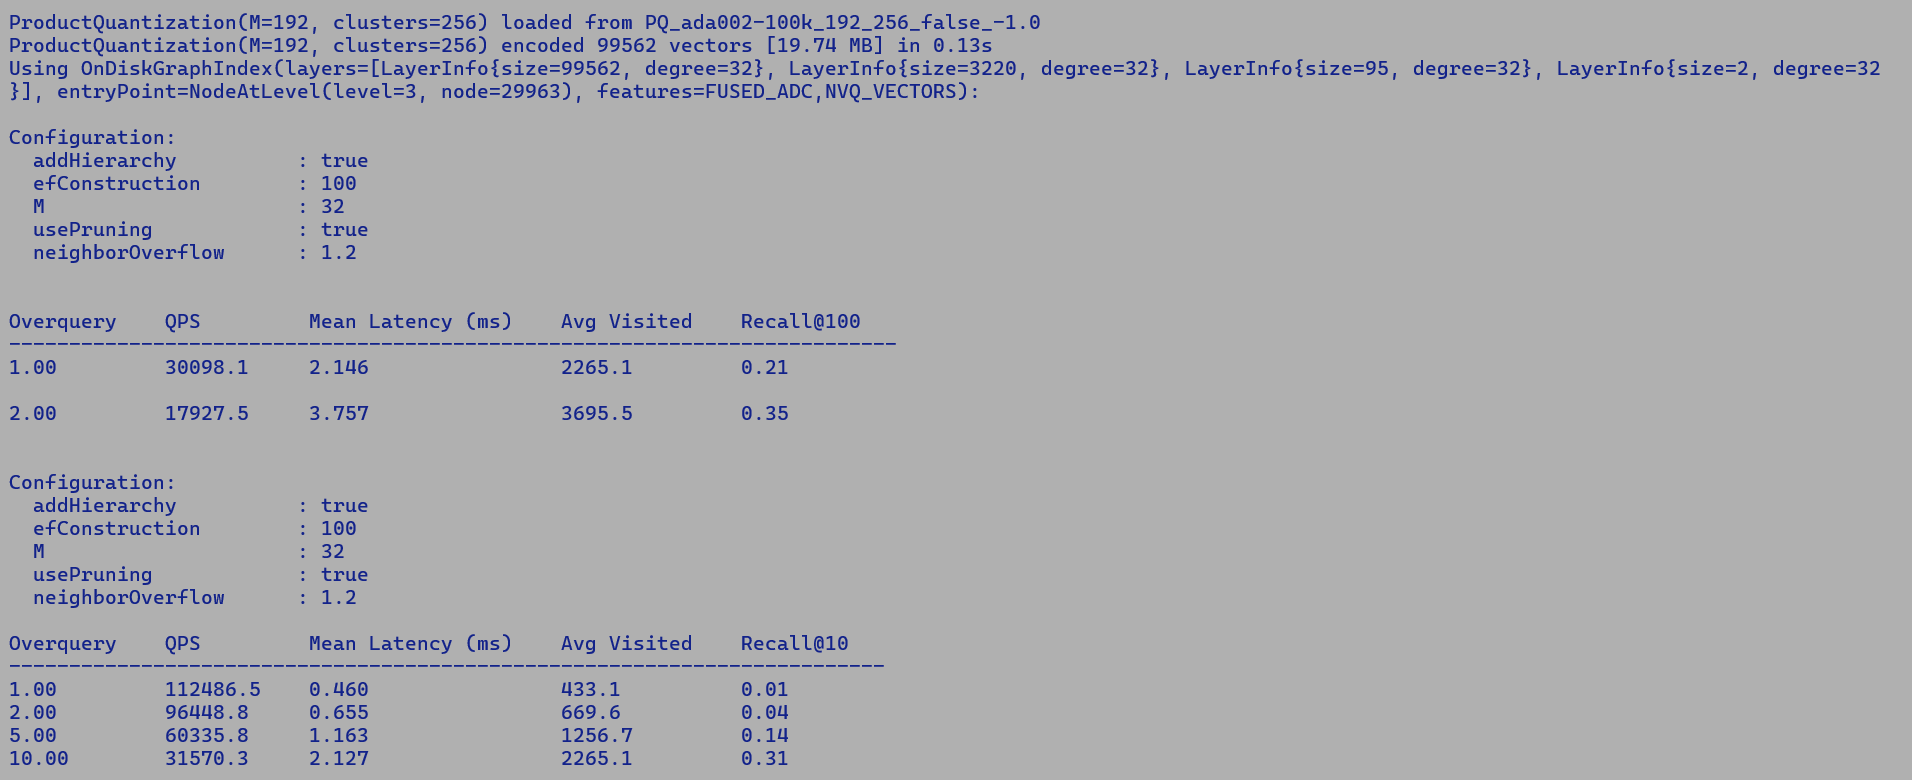 ProductQuantization(M=192, clusters=256) loaded from PQ_ada002-100k_192_256_false_-1.0
ProductQuantization(M=192, clusters=256) encoded 99562 vectors [19.74 MB] in 0.13s
Using OnDiskGraphIndex(layers=[LayerInfo{size=99562, degree=32}, LayerInfo{size=3220, degree=32}, LayerInfo{size=95, degree=32}, LayerInfo{size=2, degree=32
}], entryPoint=NodeAtLevel(level=3, node=29963), features=FUSED_ADC,NVQ_VECTORS):

Configuration:
  addHierarchy          : true
  efConstruction        : 100
  M                     : 32
  usePruning            : true
  neighborOverflow      : 1.2


Overquery    QPS         Mean Latency (ms)    Avg Visited    Recall@100
--------------------------------------------------------------------------
1.00         30098.1     2.146                2265.1         0.21

2.00         17927.5     3.757                3695.5         0.35


Configuration:
  addHierarchy          : true
  efConstruction        : 100
  M                     : 32
  usePruning            : true
  neighborOverflow      : 1.2

Overquery    QPS         Mean Latency (ms)    Avg Visited    Recall@10
-------------------------------------------------------------------------
1.00         112486.5    0.460                433.1          0.01
2.00         96448.8     0.655                669.6          0.04
5.00         60335.8     1.163                1256.7         0.14
10.00        31570.3     2.127                2265.1         0.31